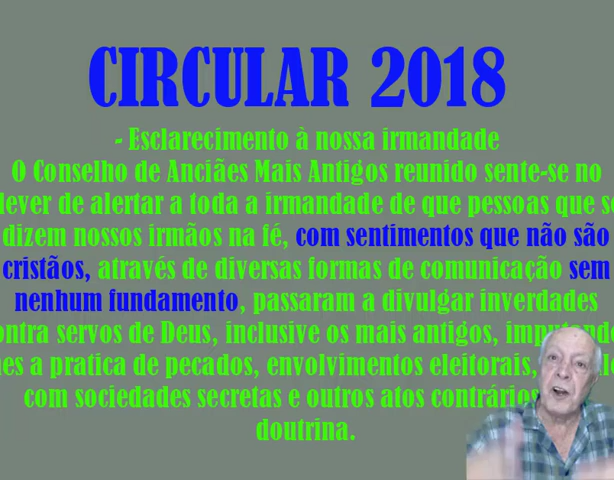 CIRCULAR 2018
- Esclarecimento à nossa irmandade
O Conselho de Anciães Mais Antigos reunido sente-se no
dever de alertar a toda a irmandade de que pessoas que se
dizem nossos irmãos na fé, com sentimentos que não são
cristãos, através de diversas formas de comunicação sem
nenhum fundamento, passaram a divulgar inverdades
contra servos de Deus, inclusive os mais antigos,
a pratica de pecados, envolvimentos eleitorais,
com sociedades secretas e outros atos contrários
doutrina.